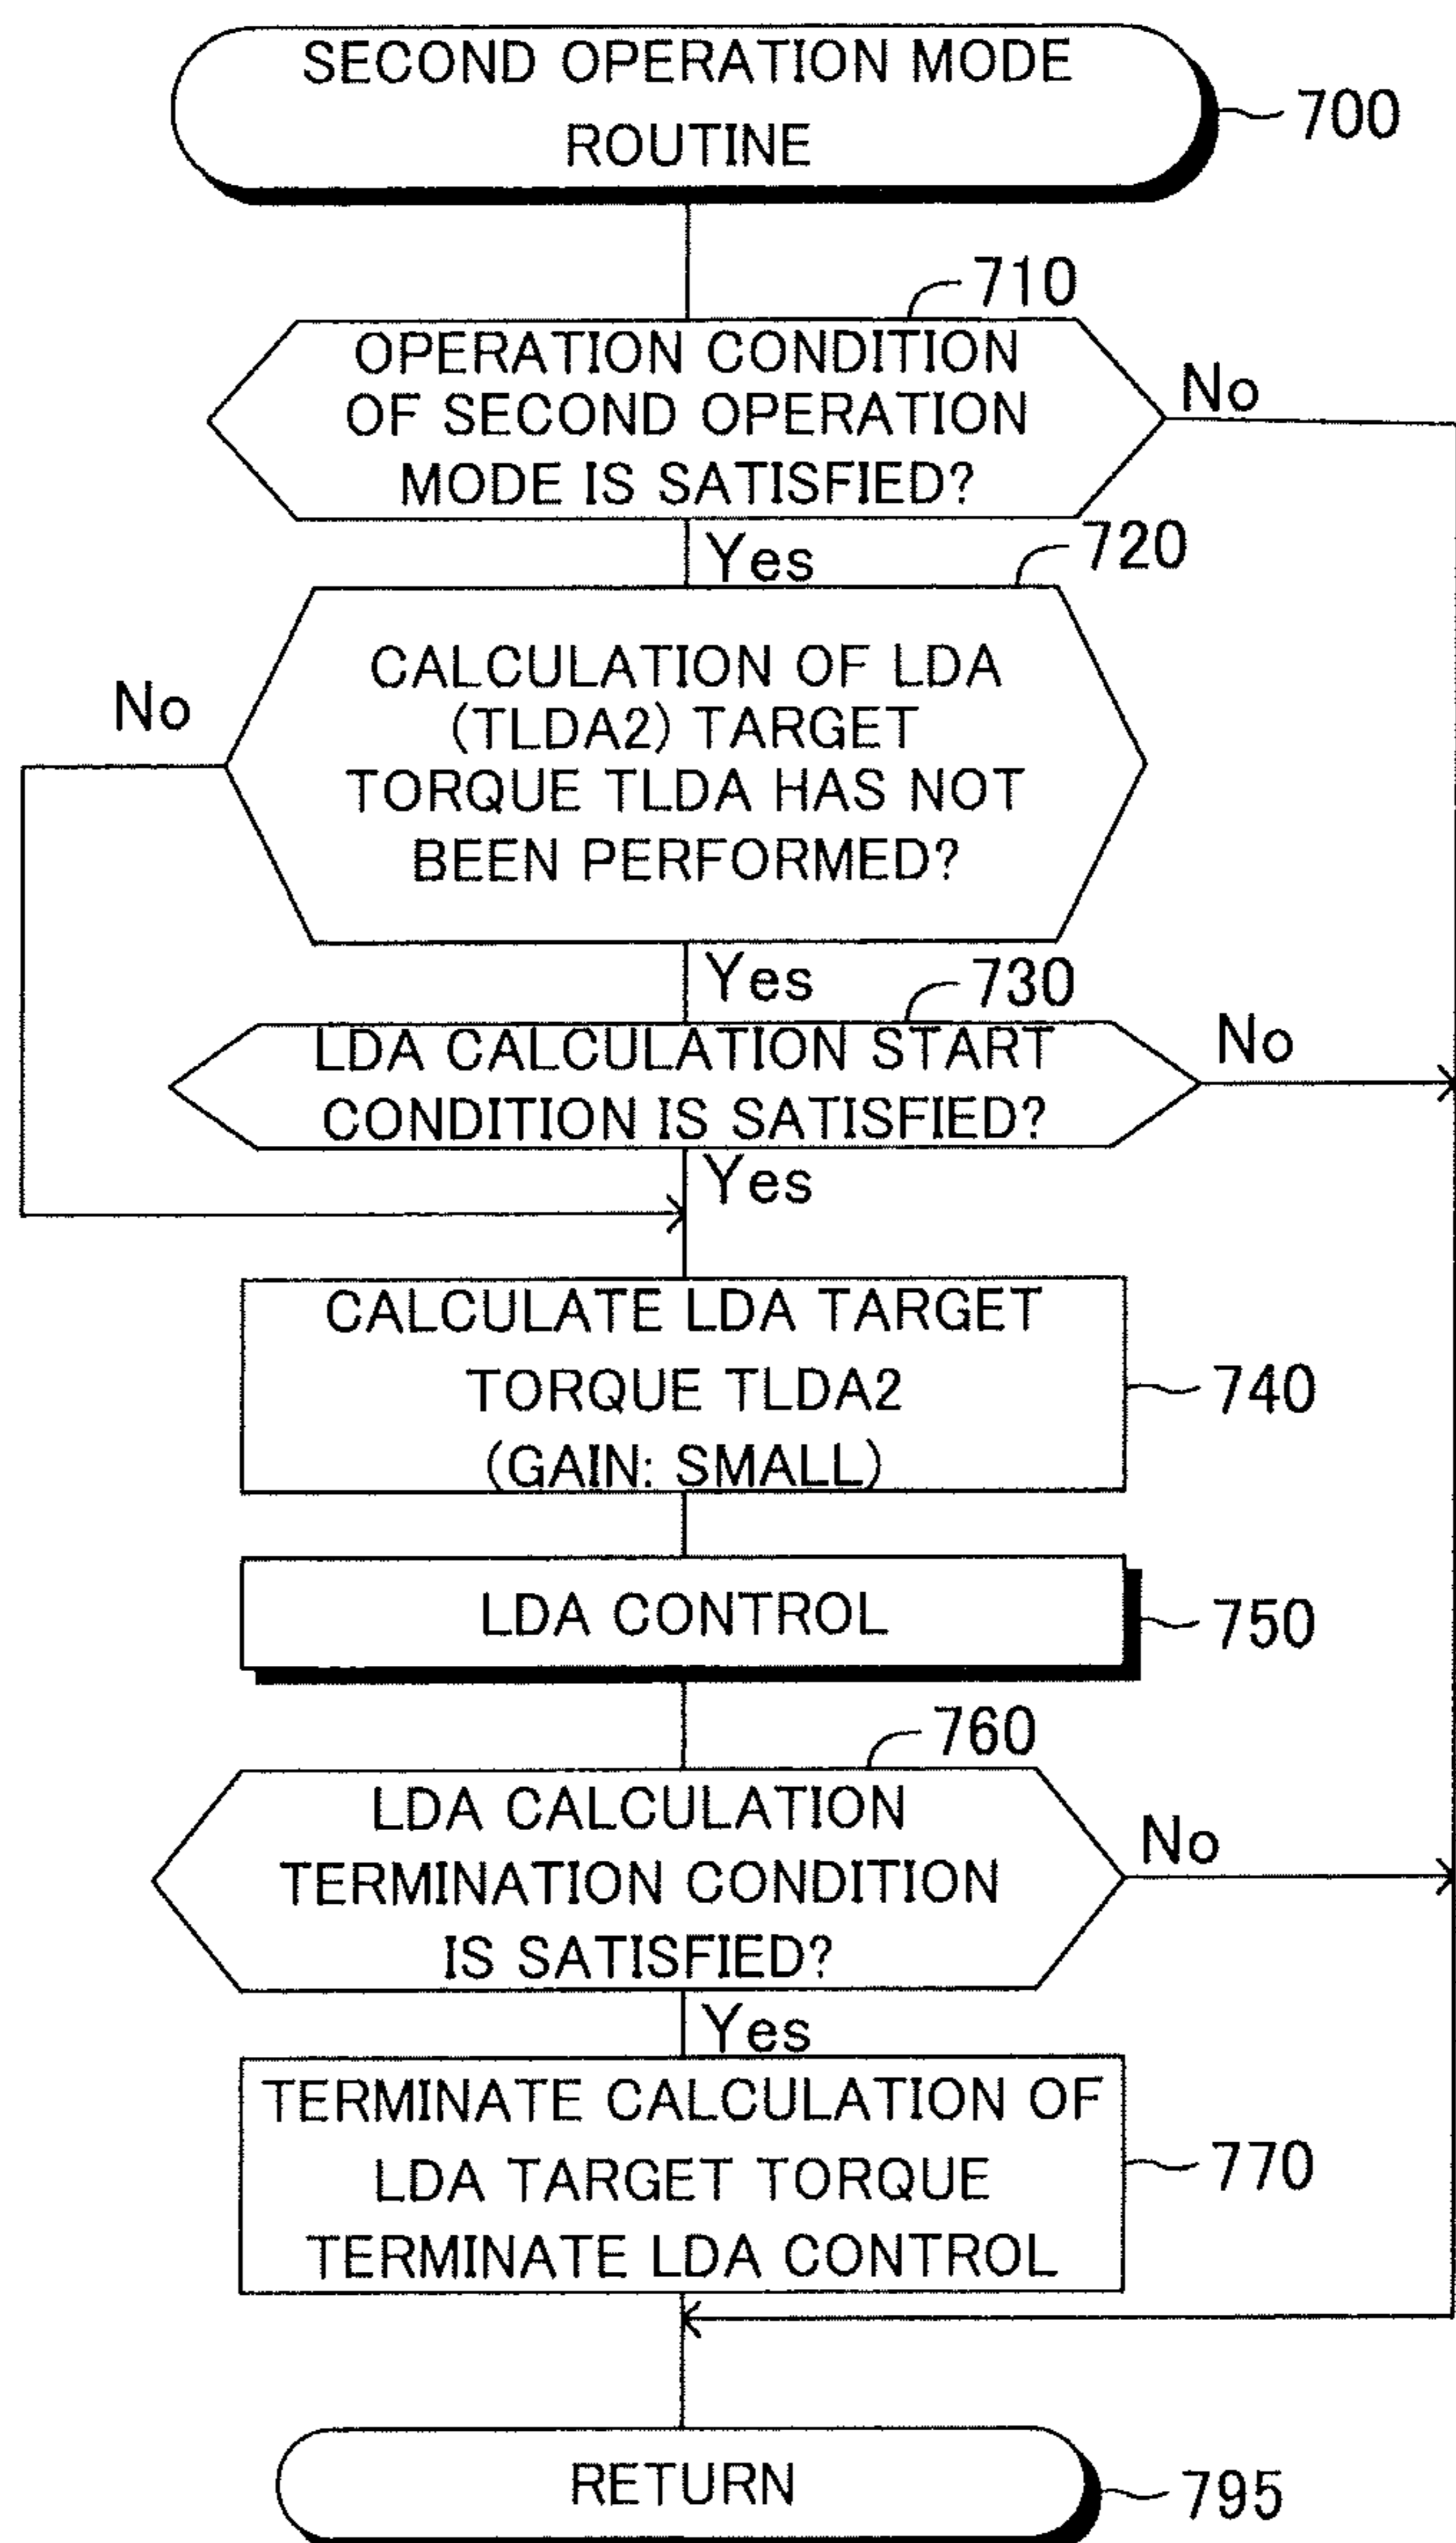 SECOND OPERATION MODE
ROUTINE
700
710
OPERATION CONDITION
OF SECOND OPERATION
MODE IS SATISFIED?
No
Yes
720
CALCULATION OF LDA
(TLDA2) TARGET
TORQUE TLDA HAS NOT
BEEN PERFORMED?
No
Yes
730
LDA CALCULATION START
CONDITION IS SATISFIED?
No
Yes
CALCULATE LDA TARGET
TORQUE TLDA2
(GAIN: SMALL)
740
LDA CONTROL
750
760
LDA CALCULATION
TERMINATION CONDITION
IS SATISFIED?
No
Yes
TERMINATE CALCULATION OF
LDA TARGET TORQUE
TERMINATE LDA CONTROL
770
RETURN
795